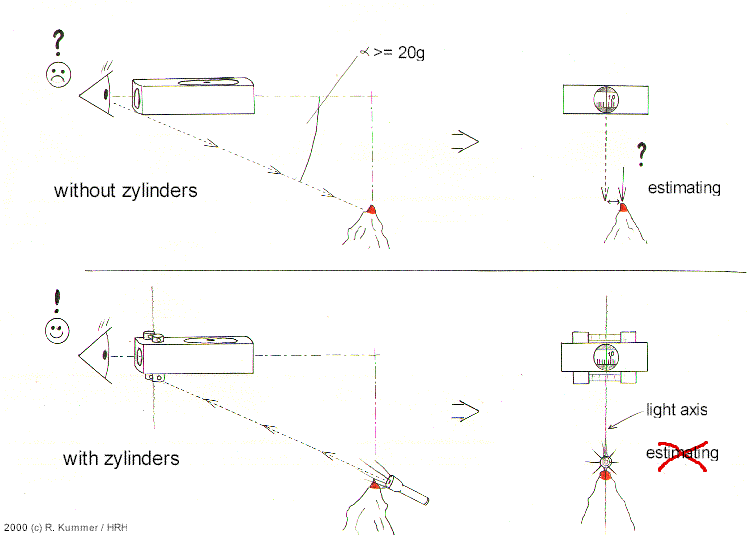 ?
∝ >= 20g
?
without zylinders
estimating
!
light axis
estimating
with zylinders
2000 (c) R. Kummer / HRH